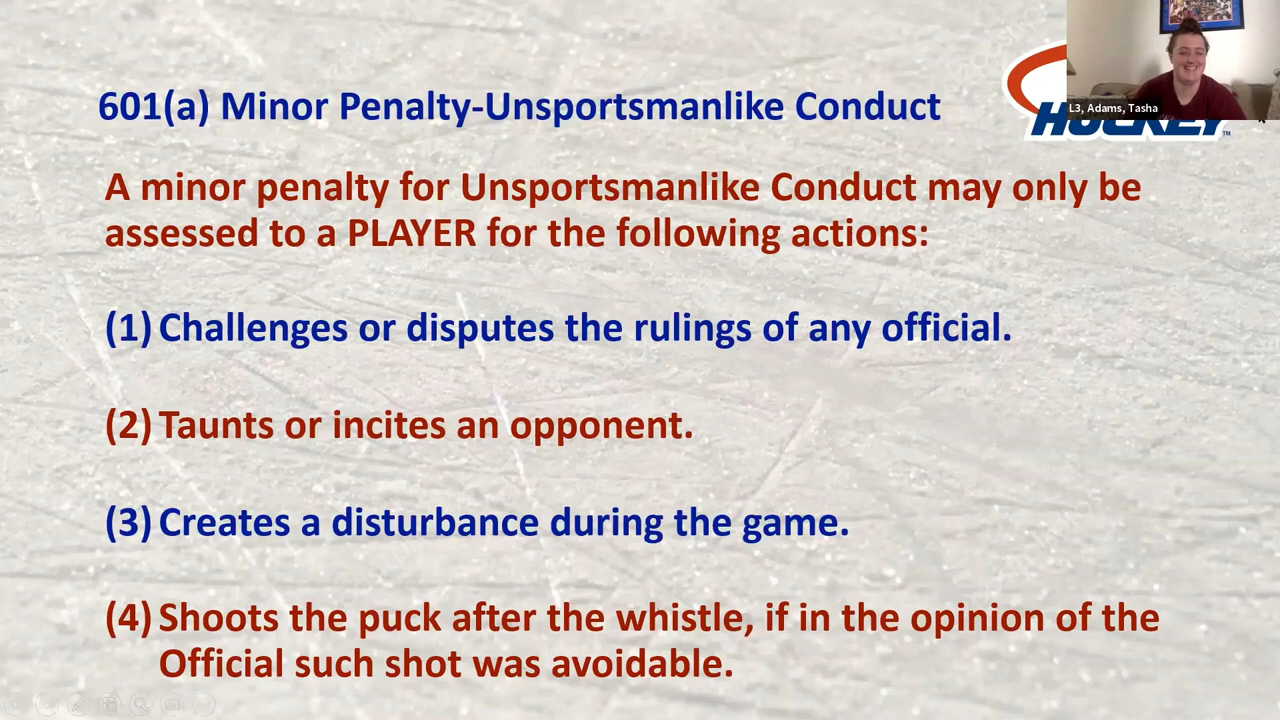 601(a) Minor Penalty-Unsportsmanlike Conduct
L3, Adams, Tasha
HOCKEY
TM
A minor penalty for Unsportsmanlike Conduct may only be
assessed to a PLAYER for the following actions:
(1) Challenges or disputes the rulings of any official.
(2) Taunts or incites an opponent.
(3) Creates a disturbance during the game.
(4) Shoots the puck after the whistle, if in the opinion of the
Official such shot was avoidable.